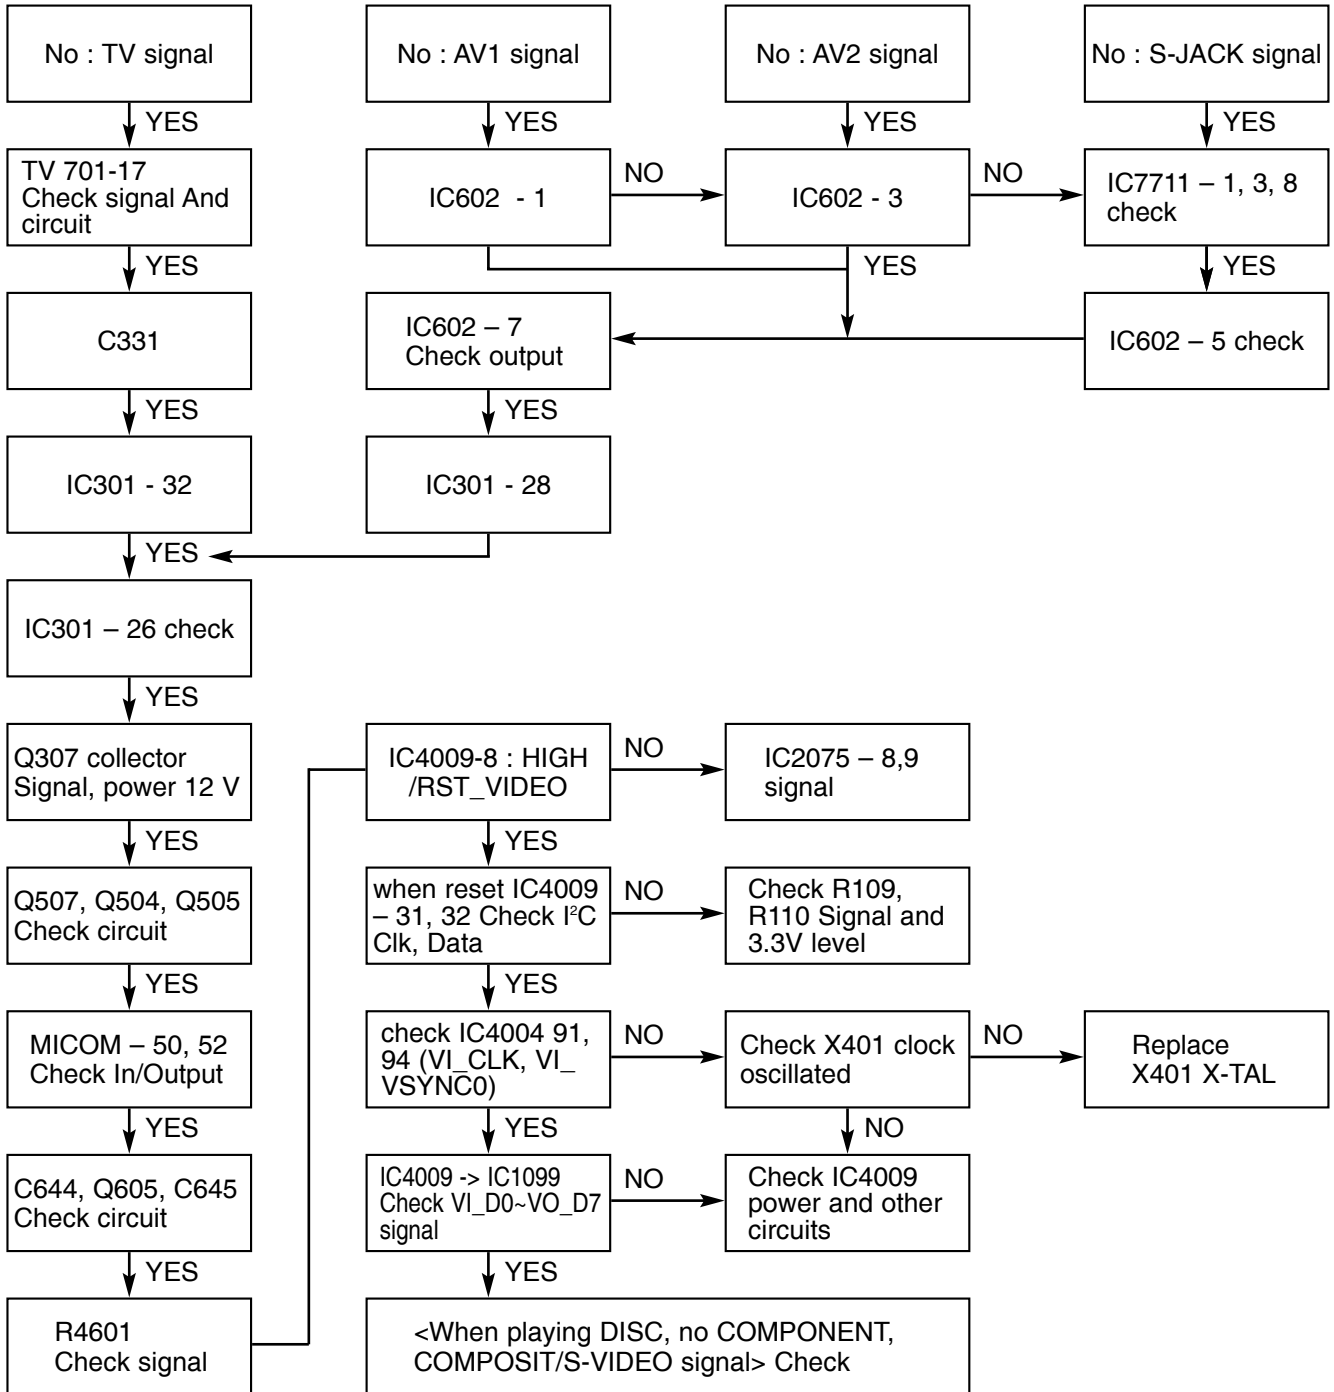 No : TV signal
No : AV1 signal
No : AV2 signal
No : S-JACK signal
YES
YES
YES
YES
TV 701-17
Check signal And
circuit
IC602 - 1
NO
IC602 - 3
NO
IC7711 – 1, 3, 8
check
YES
YES
YES
C331
IC602 – 7
Check output
IC602 – 5 check
YES
YES
IC301 - 32
IC301 - 28
YES
IC301 – 26 check
YES
Q307 collector
Signal, power 12 V
IC4009-8 : HIGH
/RST_VIDEO
NO
IC2075 – 8,9
signal
YES
YES
Q507, Q504, Q505
Check circuit
when reset IC4009
– 31, 32 Check I²C
Clk, Data
NO
Check R109,
R110 Signal and
3.3V level
YES
YES
MICOM – 50, 52
Check In/Output
check IC4004 91,
94 (VI_CLK, VI_
VSYNC0)
NO
Check X401 clock
oscillated
NO
Replace
X401 X-TAL
YES
YES
NO
C644, Q605, C645
Check circuit
IC4009 -> IC1099
Check VI_D0~VO_D7
signal
NO
Check IC4009
power and other
circuits
YES
YES
R4601
Check signal
<When playing DISC, no COMPONENT,
COMPOSIT/S-VIDEO signal> Check